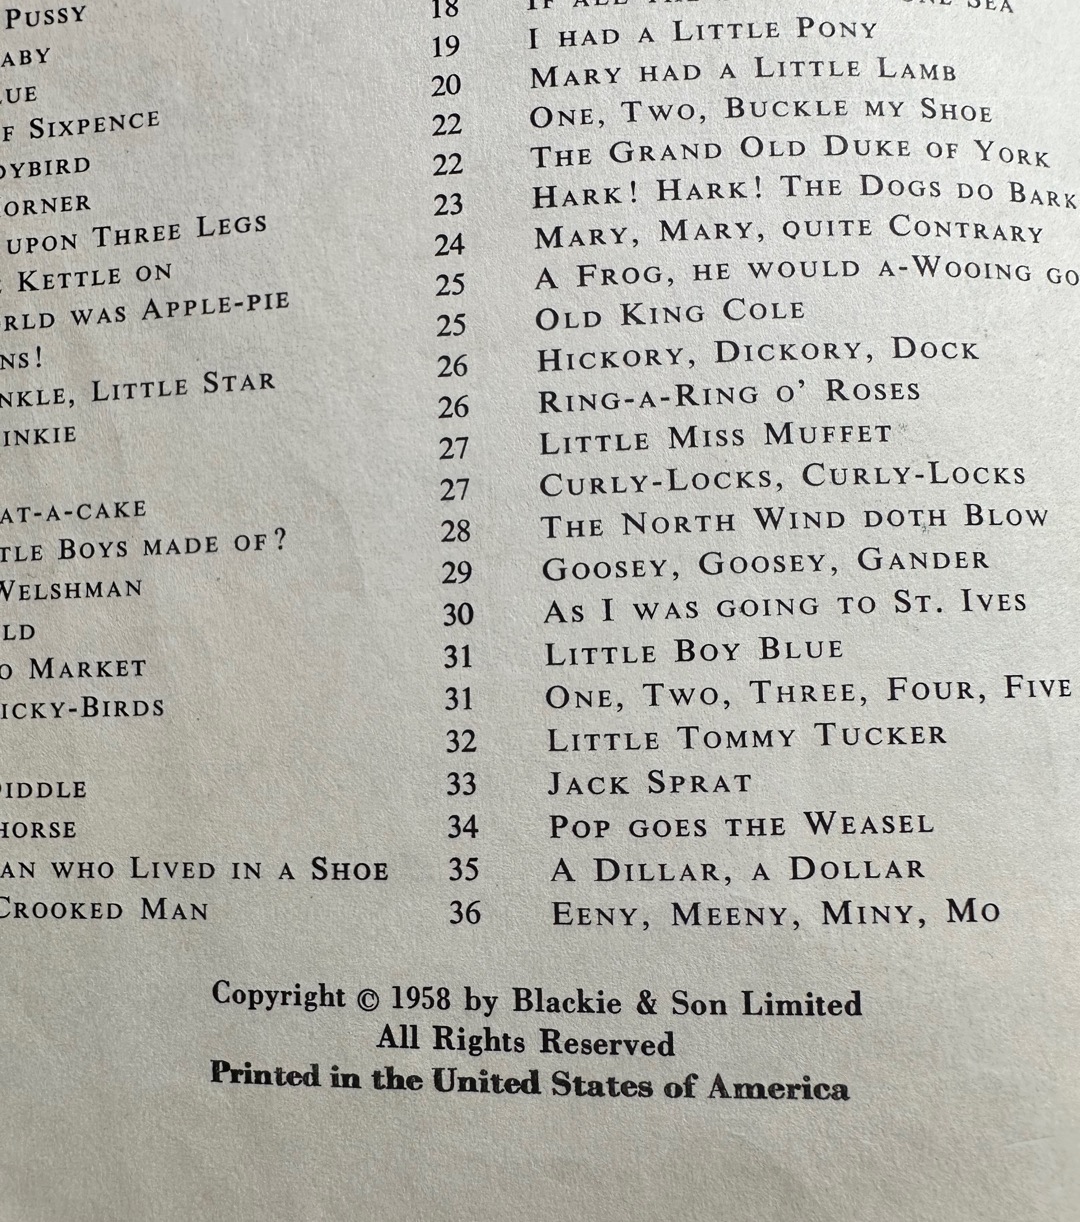 PUSSY
ABY
UE
F SIXPENCE
DYBIRD
CORNER
UPON THREE LEGS
KETTLE ON
RLD WAS APPLE-PIE
NS!
NKLE, LITTLE STAR
INKIE
AT-A-CAKE
TLE BOYS MADE OF?
WELSHMAN
LD
O MARKET
ICKY-BIRDS
IDDLE
HORSE
AN WHO LIVED IN A SHOE
CROOKED MAN
18 IF ALL SEA
19 I HAD A LITTLE PONY
20 MARY HAD A LITTLE LAMB
22 ONE, TWO, BUCKLE MY SHOE
22 THE GRAND OLD DUKE OF YORK
23 HARK! HARK! THE DOGS DO BARK
24 MARY, MARY, QUITE CONTRARY
25 A FROG, HE WOULD A-WOOING GO
25 OLD KING COLE
26 HICKORY, DICKORY, DOCK
26 RING-A-RING O' ROSES
27 LITTLE MISS MUFFET
27 CURLY-LOCKS, CURLY-LOCKS
28 THE NORTH WIND DOTH BLOW
29 GOOSEY, GOOSEY, GANDER
30 AS I WAS GOING TO ST. IVES
31 LITTLE BOY BLUE
31 ONE, TWO, THREE, FOUR, FIVE
32 LITTLE TOMMY TUCKER
33 JACK SPRAT
34 POP GOES THE WEASEL
35 A DILLAR, A DOLLAR
36 EENY, MEENY, MINY, MO
Copyright © 1958 by Blackie & Son Limited
All Rights Reserved
Printed in the United States of America